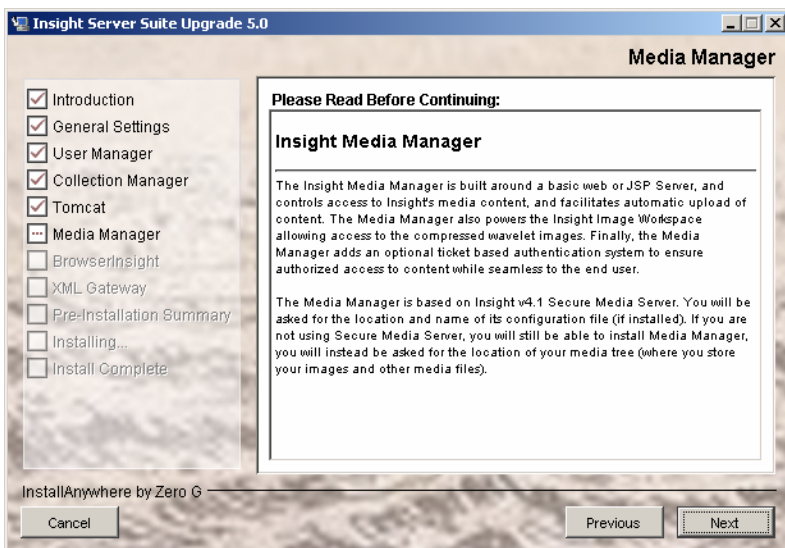 Insight Server Suite Upgrade 5.0
Media Manager
Introduction
General Settings
User Manager
Collection Manager
Tomcat
Media Manager
BrowserInsight
XML Gateway
Pre-Installation Summary
Installing...
Install Complete
Please Read Before Continuing:
Insight Media Manager
The Insight Media Manager is built around a basic web or JSP Server, and
controls access to Insight's media content, and facilitates automatic upload of
content. The Media Manager also powers the Insight Image Workspace
allowing access to the compressed wavelet images. Finally, the Media
Manager adds an optional ticket based authentication system to ensure
authorized access to content while seamless to the end user.
The Media Manager is based on Insight v4.1 Secure Media Server. You will be
asked for the location and name of its configuration file (if installed). If you are
not using Secure Media Server, you will still be able to install Media Manager,
you will instead be asked for the location of your media tree (where you store
your images and other media files).
InstallAnywhere by Zero G
Cancel
Previous
Next